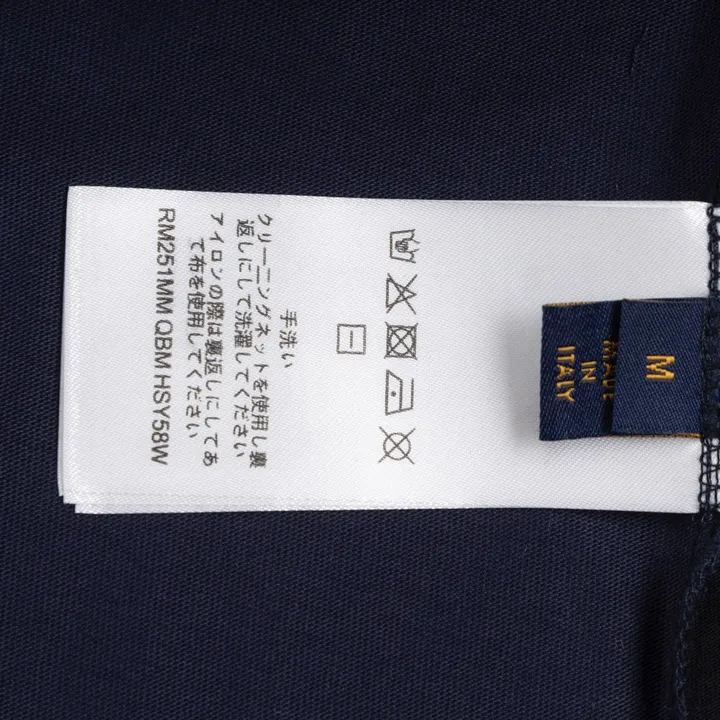 手洗い
クリーニングネットを使用し裏
返しにして洗濯してください
アイロンの際は裏返しにしてあ
て布を使用してください
RM251MM QBM HSY58W
M
MADE
IN
ITALY